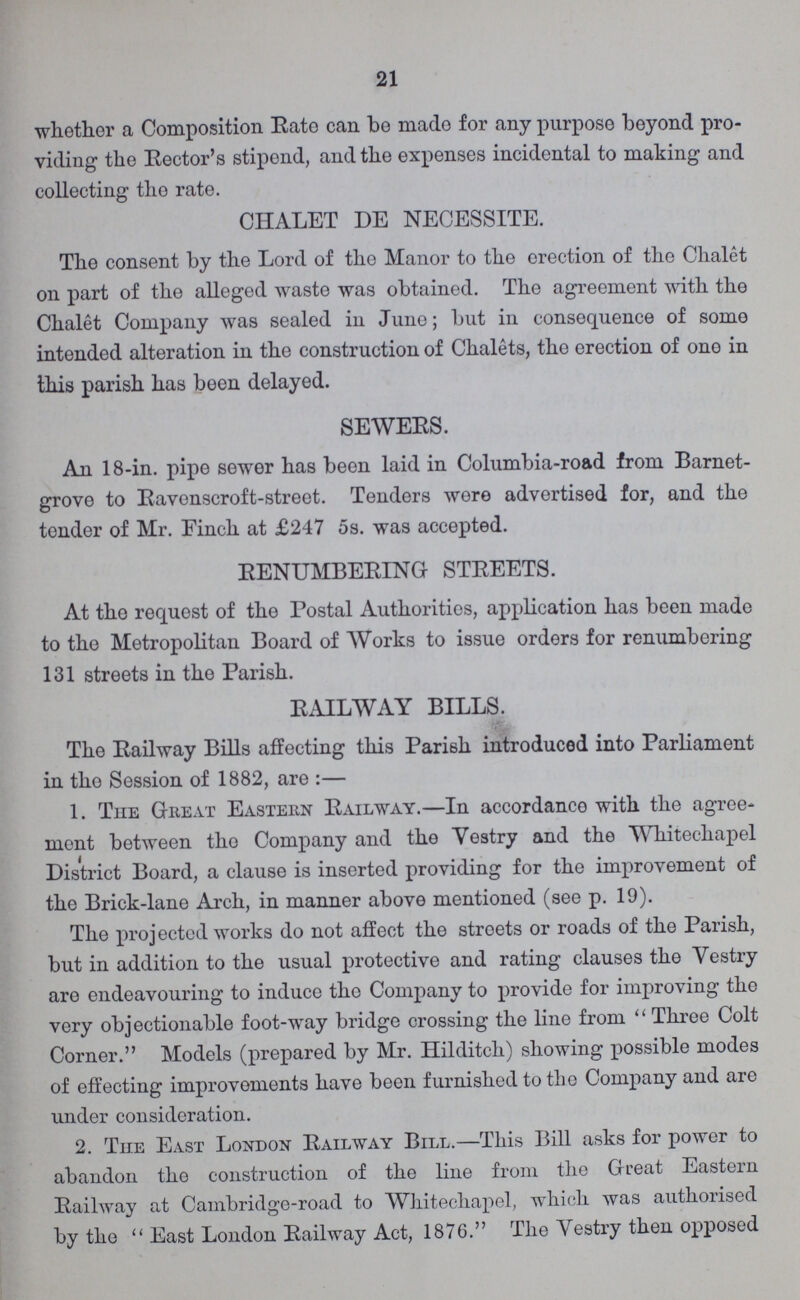 21
whether a Composition Rate can be made for any purpose beyond pro-
viding the Rector's stipend, and the expenses incidental to making and
collecting the rate.
CHALET DE NECESSITE.
The consent by the Lord of the Manor to the erection of the Chalêt
on part of the alleged waste was obtained. The agreement with the
Chalêt Company was sealed in June; but in consequence of some
intended alteration in the construction of Chalêts, the erection of one in
this parish has been delayed.
SEWERS.
An 18-in. pipe sewer has been laid in Columbia-road from Barnet-
grove to Ravenscroft-street. Tenders were advertised for, and the
tender of Mr. Finch at £247 5s. was accepted.
RENUMBERING STREETS.
At the request of the Postal Authorities, application has been made
to the Metropolitan Board of Works to issue orders for renumbering
131 streets in the Parish.
RAILWAY BILLS.
The Railway Bills affecting this Parish introduced into Parliament
in the Session of 1882, are :—
1. The Great Eastern Railway.—In accordance with the agree-
ment between the Company and the Vestry and the Whitechapel
District Board, a clause is inserted providing for the improvement of
the Brick-lane Arch, in manner above mentioned (see p. 19).
The projected works do not affect the streets or roads of the Parish,
but in addition to the usual protective and rating clauses the Vestry
are endeavouring to induce the Company to provide for improving the
very objectionable foot-way bridge crossing the line from "Three Colt
Corner." Models (prepared by Mr. Hilditch) showing possible modes
of effecting improvements have been furnished to the Company and are
under consideration.
2. The East London Railway Bill.—This Bill asks for power to
abandon the construction of the line from the Great Eastern
Railway at Cambridge-road to Whitechapel, which was authorised
by the "East London Railway Act, 1876." The Vestry then opposed